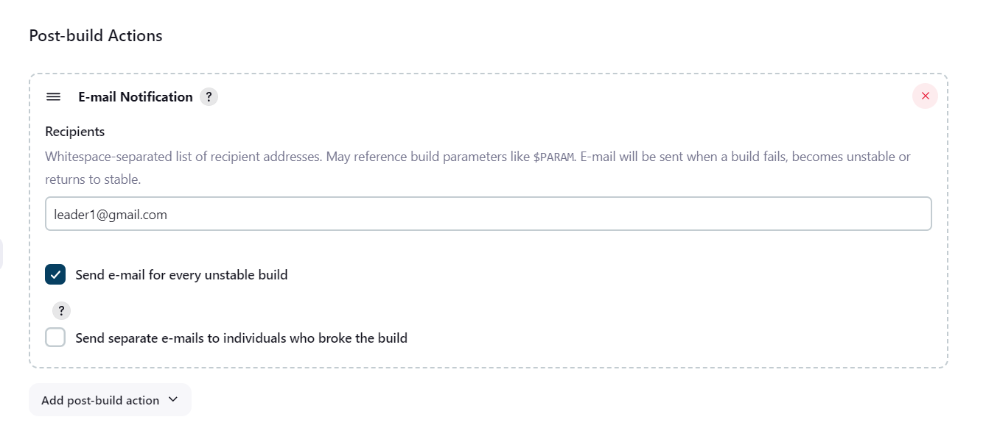 Post-build Actions
E-mail Notification ?
Recipients
Whitespace-separated list of recipient addresses. May reference build parameters like $PARAM. E-mail will be sent when a build fails, becomes unstable or
returns to stable.
leader1@gmail.com
Send e-mail for every unstable build
?
Send separate e-mails to individuals who broke the build
Add post-build action